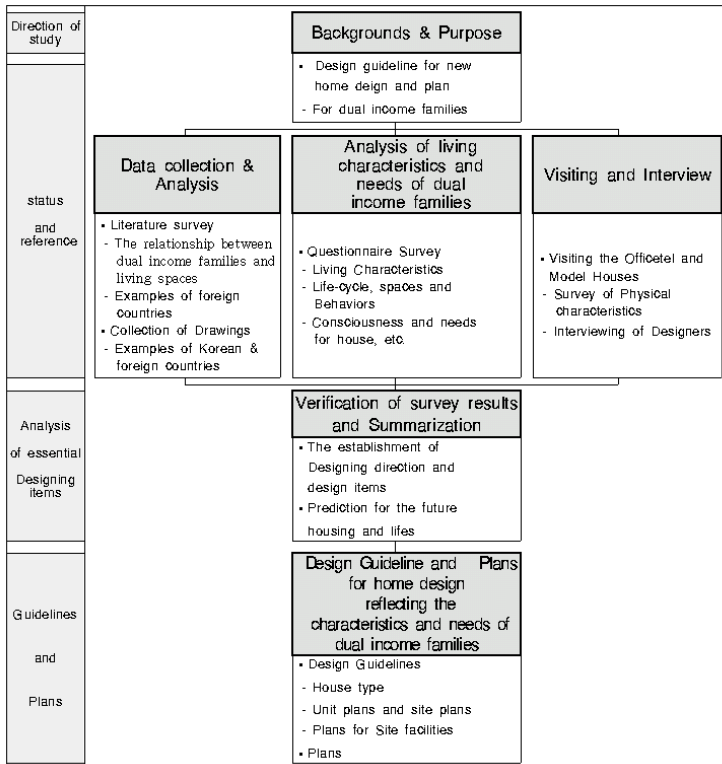 Direction of
study
Backgrounds & Purpose
▪ Design guideline for new
home deign and plan
- For dual income families
status
and
reference
Data collection &
Analysis
▪ Literature survey
- The relationship between
dual income families and
living spaces
- Examples of foreign
countries
▪ Collection of Drawings
- Examples of Korean &
foreign countries
Analysis of living
characteristics and
needs of dual
income families
▪ Questionnaire Survey
- Living Characteristics
- Life-cycle, spaces and
Behaviors
- Consciousness and needs
for house, etc.
Visiting and Interview
▪ Visiting the Officetel and
Model Houses
- Survey of Physical
characteristics
- Interviewing of Designers
Analysis
of essential
Designing
items
Verification of survey results
and Summarization
▪ The establishment of
Designing direction and
design items
▪ Prediction for the future
housing and lifes
Guidelines
and
Plans
Design Guideline and Plans
for home design
reflecting the
characteristics and needs of
dual income families
▪ Design Guidelines
- House type
- Unit plans and site plans
- Plans for Site facilities
▪ Plans